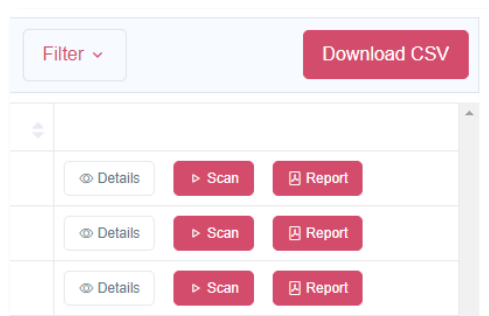 Filter
Download CSV
Details Scan Report
Details Scan Report
Details Scan Report